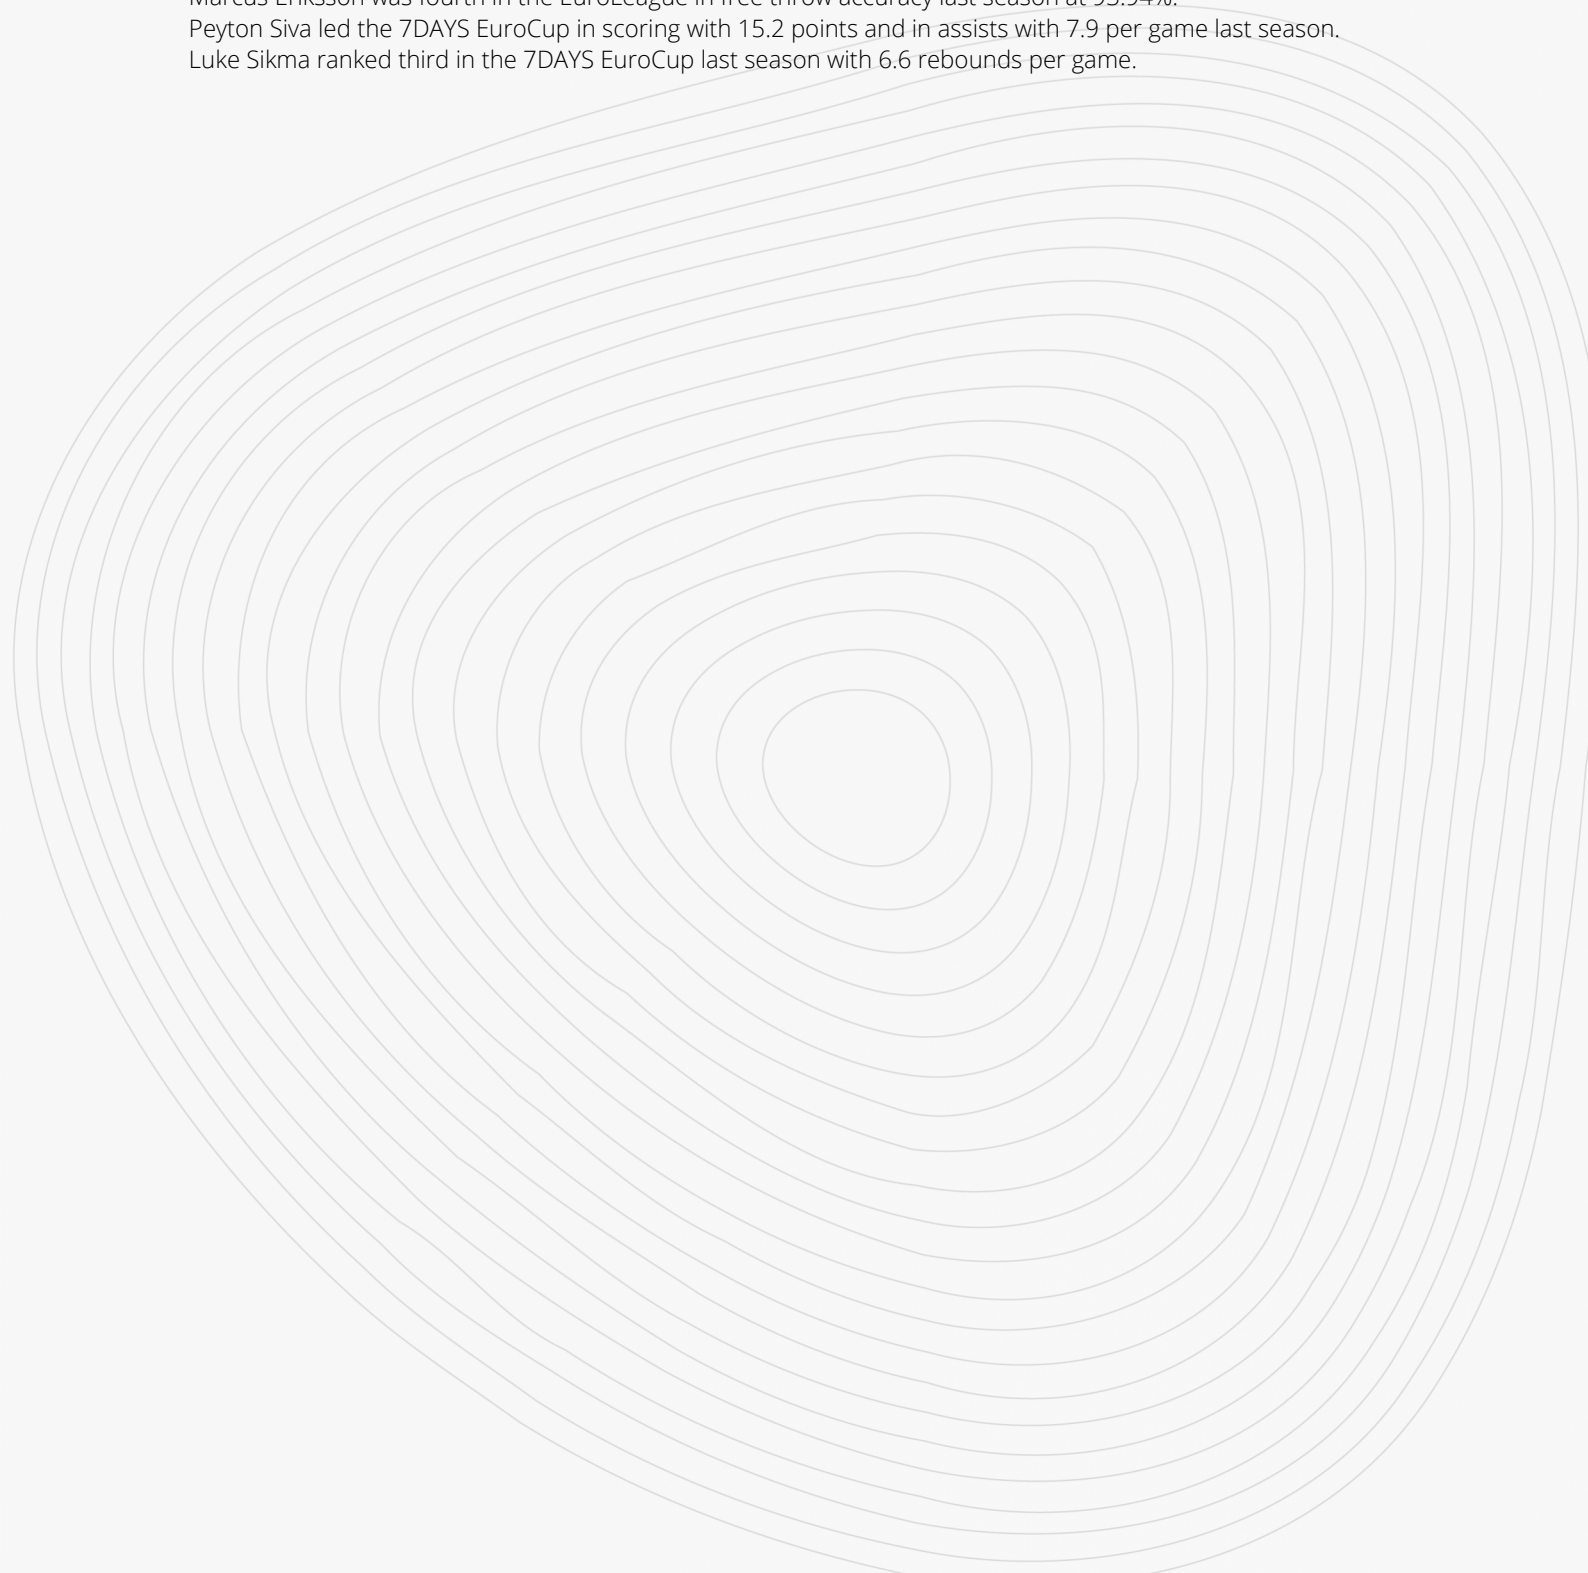 Marcus Eriksson was fourth in the EuroLeague in free throw accuracy last season at 93.94%.
Peyton Siva led the 7DAYS EuroCup in scoring with 15.2 points and in assists with 7.9 per game last season.
Luke Sikma ranked third in the 7DAYS EuroCup last season with 6.6 rebounds per game.